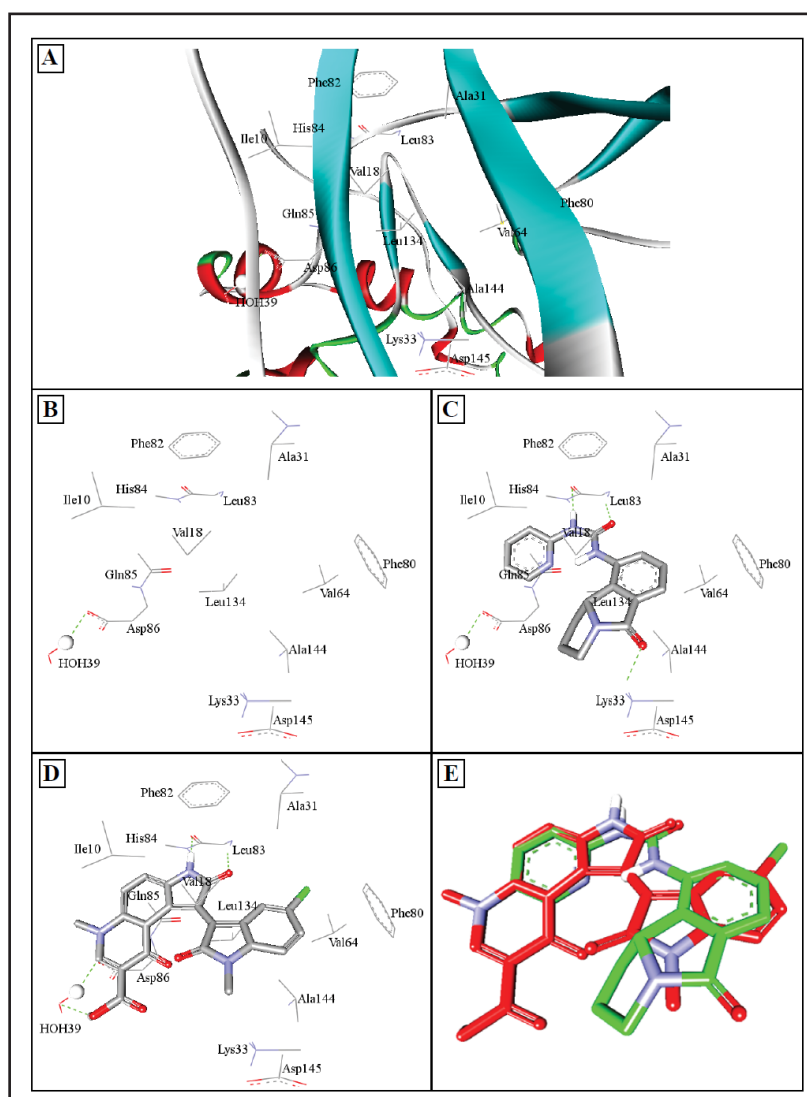 A
Phe82
Ala31
His84
Ile10
Leu83
Val18
Phe80
Gln85
Val64
Leu134
Asp86
Ala144
HOH39
Lys33
Asp145
B
Phe82
Ala31
His84
Ile10
Leu83
Val18
Phe80
Gln85
Val64
Leu134
Asp86
HOH39
Ala144
Lys33
Asp145
C
Phe82
Ala31
His84
Ile10
Leu83
Val18
Phe80
Gln85
Val64
Leu134
Asp86
HOH39
Ala144
Lys33
Asp145
D
Phe82
Ala31
His84
Ile10
Leu83
Val18
Gln85
Leu134
Phe80
Val64
Asp86
HOH39
Ala144
Lys33
Asp145
E